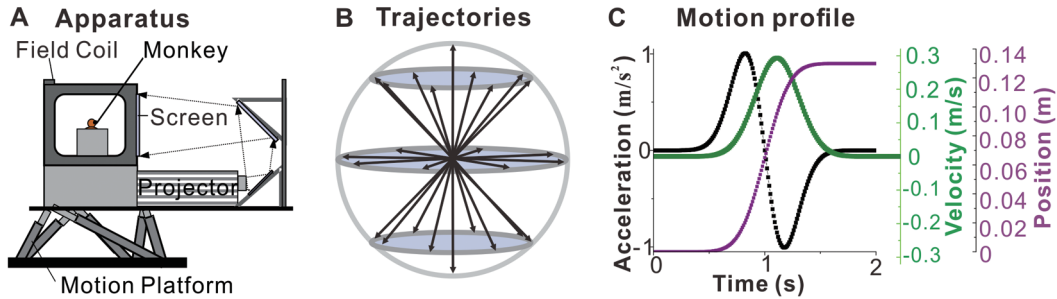 A Apparatus
Field Coil Monkey
Screen
Projector
Motion Platform
B Trajectories
C Motion profile
Acceleration (m/s²)
1
0
-1
0 1 2
Time (s)
Velocity (m/s)
0.3
0.2
0.1
0
-0.1
-0.2
-0.3
Position (m)
0.14
0.12
0.10
0.08
0.06
0.04
0.02
0